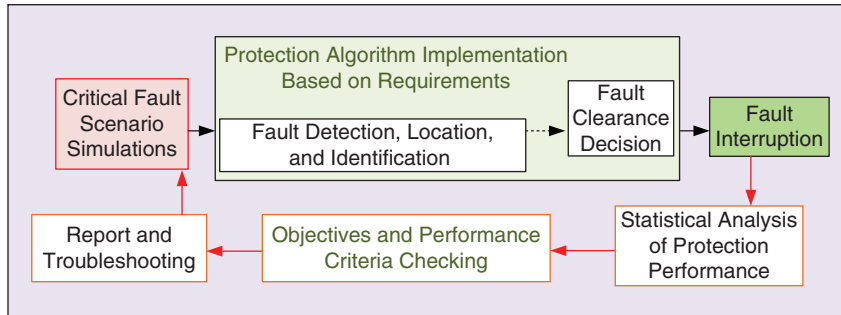 Protection Algorithm Implementation
Based on Requirements
Critical Fault
Scenario
Simulations
Fault Detection, Location,
and Identification
Fault
Clearance
Decision
Fault
Interruption
Statistical Analysis
of Protection
Performance
Objectives and Performance
Criteria Checking
Report and
Troubleshooting